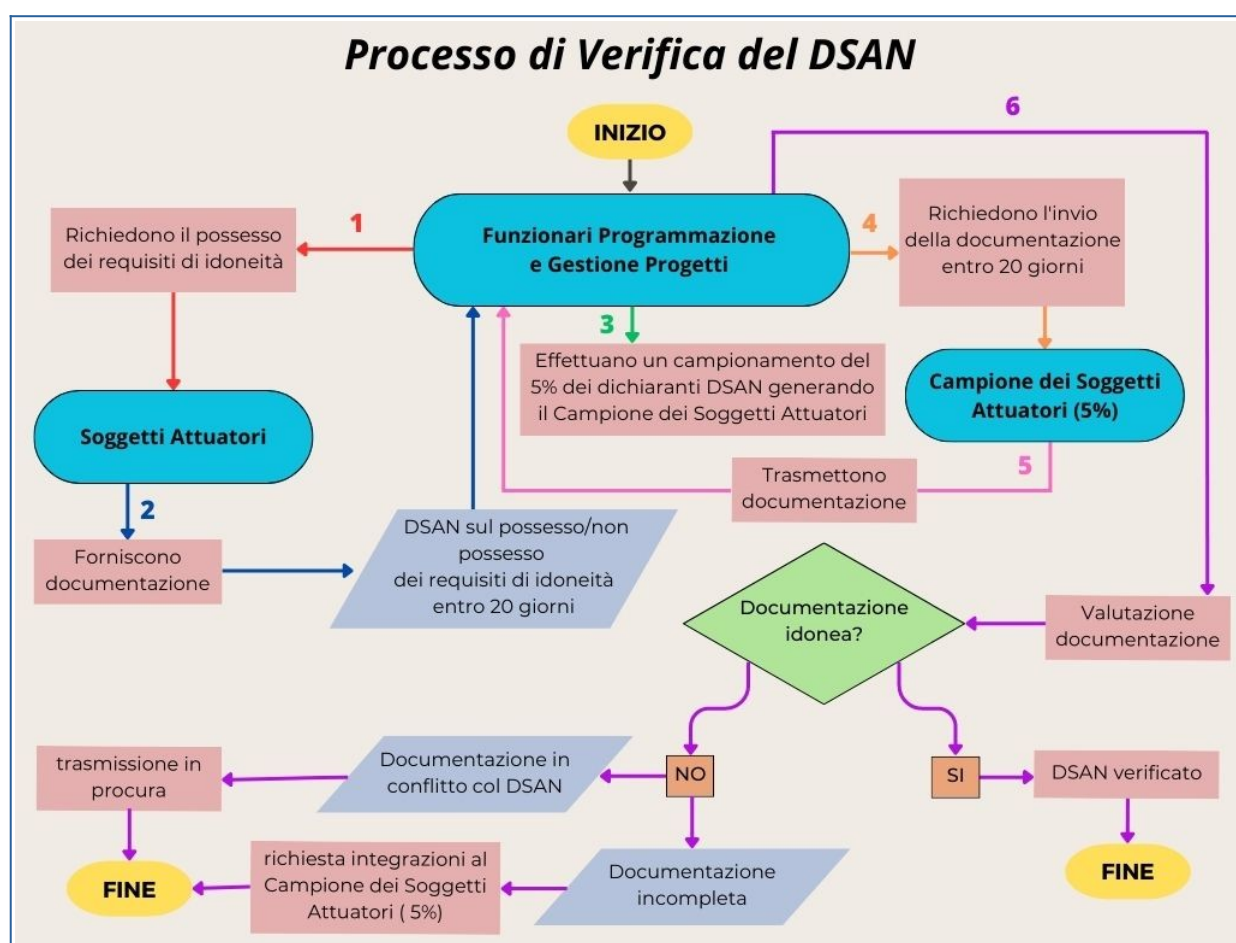 Processo di Verifica del DSAN
6
INIZIO
1
Richiedono il possesso
dei requisiti di idoneità
Funzionari Programmazione
e Gestione Progetti
4
Richiedono l'invio
della documentazione
entro 20 giorni
3
Effettuano un campionamento del
5% dei dichiaranti DSAN generando
il Campione dei Soggetti Attuatori
Campione dei Soggetti
Attuatori (5%)
Soggetti Attuatori
5
Trasmettono
documentazione
2
Forniscono
documentazione
DSAN sul possesso/non
possesso
dei requisiti di idoneità
entro 20 giorni
Documentazione
idonea?
Valutazione
documentazione
trasmissione in
procura
Documentazione in
conflitto col DSAN
NO
SI
DSAN verificato
FINE
richiesta integrazioni al
Campione dei Soggetti
Attuatori ( 5%)
Documentazione
incompleta
FINE